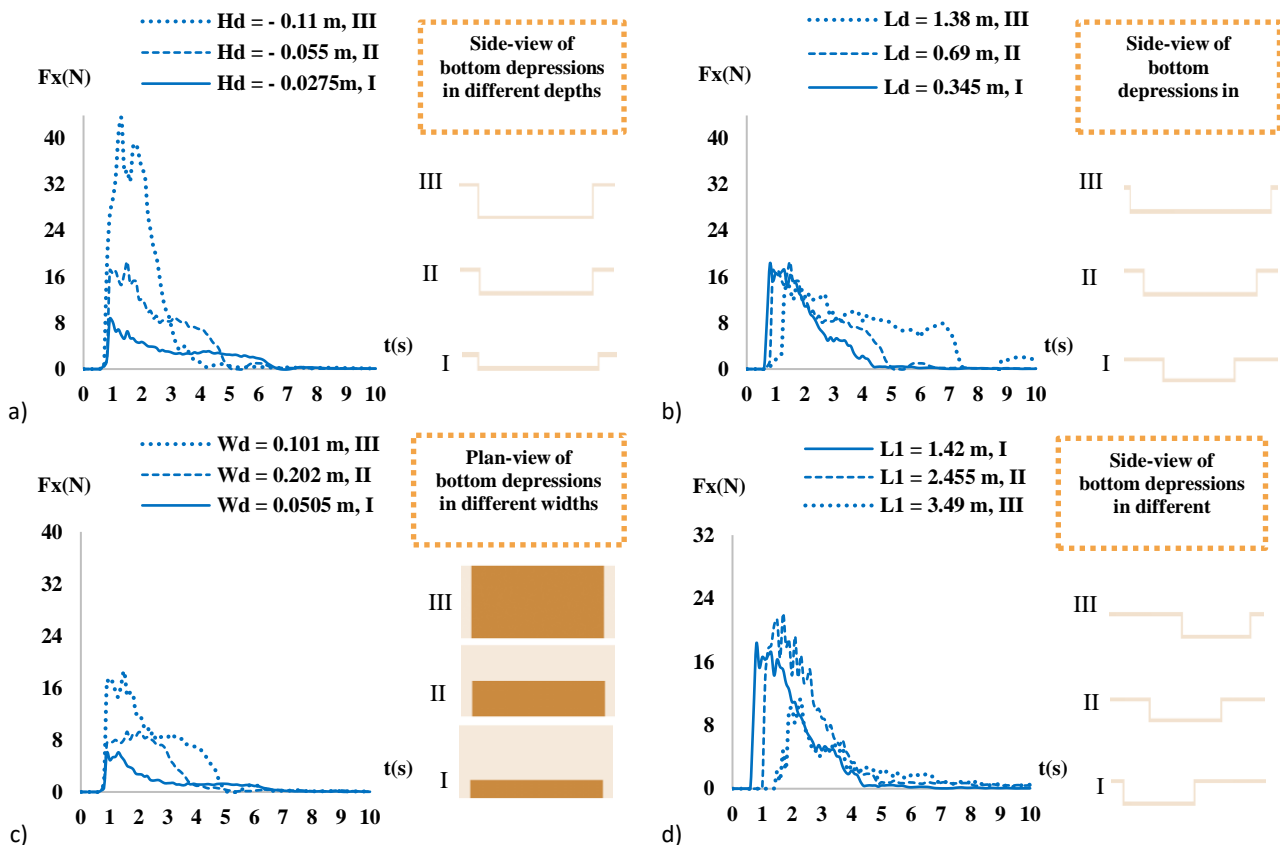 Hd = - 0.11 m, III
Hd = - 0.055 m, II
Hd = - 0.0275m, I
Fx(N)
Side-view of
bottom depressions
in different depths
40
32
24
16
8
0
t(s)
0 1 2 3 4 5 6 7 8 9 10
III
II
I
a)
Ld = 1.38 m, III
Ld = 0.69 m, II
Ld = 0.345 m, I
Fx(N)
Side-view of
bottom
depressions in
40
32
24
16
8
0
t(s)
0 1 2 3 4 5 6 7 8 9 10
III
II
I
b)
Wd = 0.101 m, III
Wd = 0.202 m, II
Wd = 0.0505 m, I
Fx(N)
Plan-view of
bottom depressions
in different widths
40
32
24
16
8
0
t(s)
0 1 2 3 4 5 6 7 8 9 10
III
II
I
c)
L1 = 1.42 m, I
L1 = 2.455 m, II
L1 = 3.49 m, III
Fx(N)
Side-view of
bottom depressions
in different
32
24
16
8
0
t(s)
0 1 2 3 4 5 6 7 8 9 10
III
II
I
d)